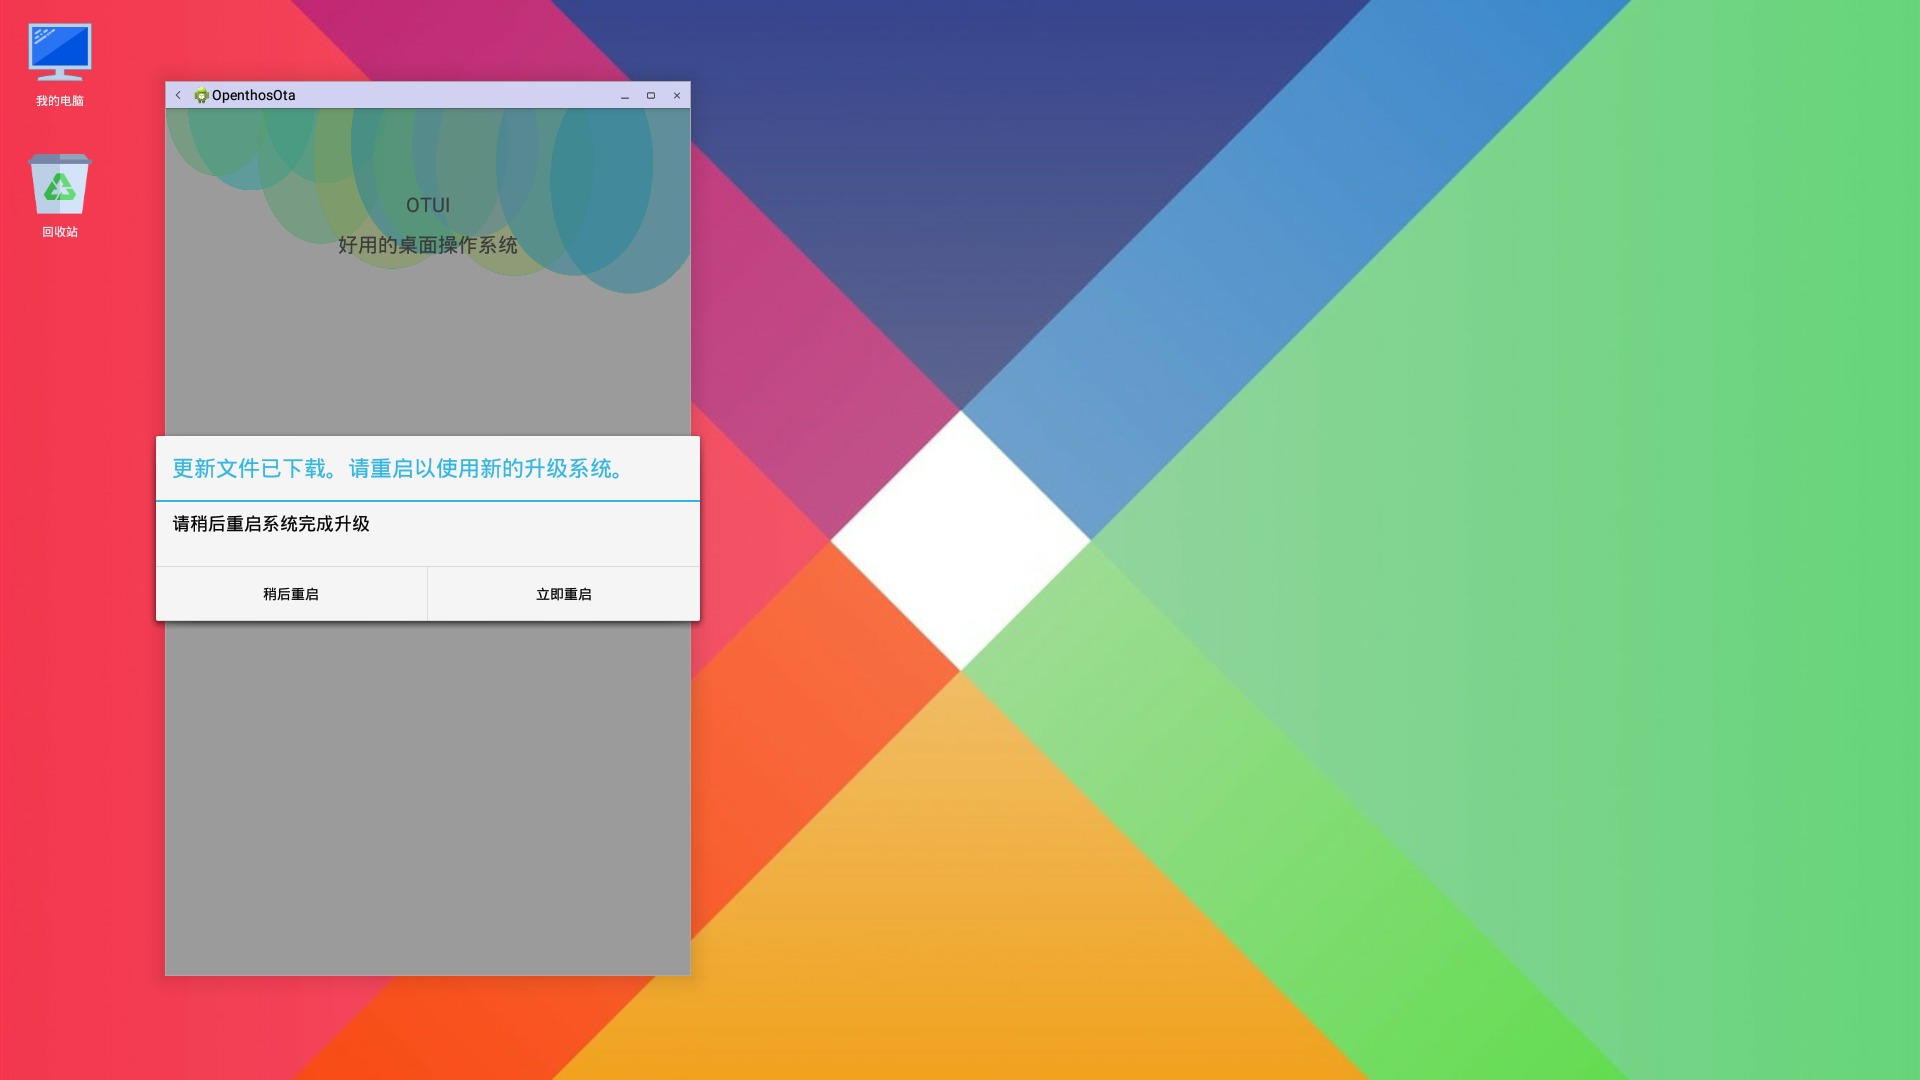 我的电脑
回收站
OpenthosOta
OTUI
好用的桌面操作系统
更新文件已下载。请重启以使用新的升级系统。
请稍后重启系统完成升级
稍后重启
立即重启